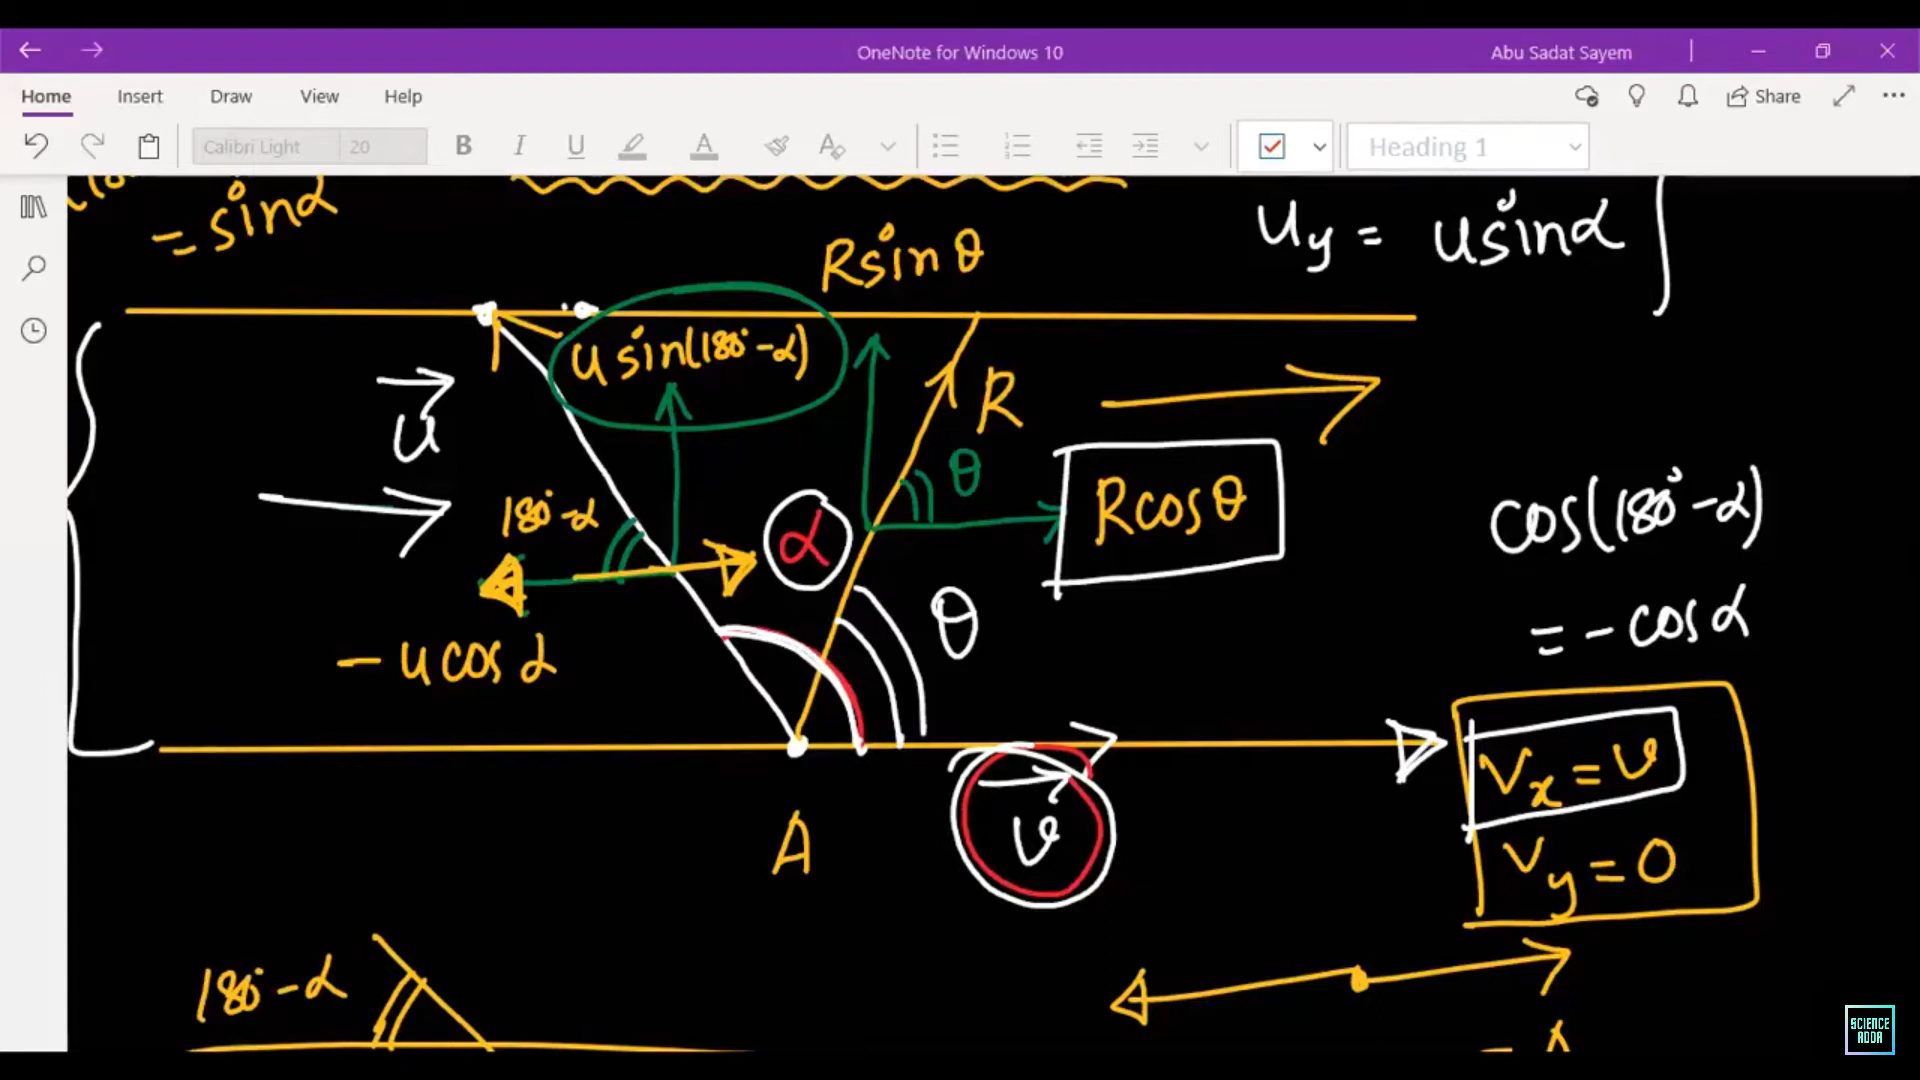 OneNote for Windows 10
Abu Sadat Sayem
Home Insert Draw View Help
Share
Calibri Light 20 B I U A A Heading 1
= sinα
Rsinθ
uy = usinα
u sin(180°-α)
u
R
θ
180°-α
α
Rcosθ
cos(180°-α)
= - cosα
θ
- u cos α
Vx = v
Vy = 0
v
A
180°-α
SCIENCE
ADDA